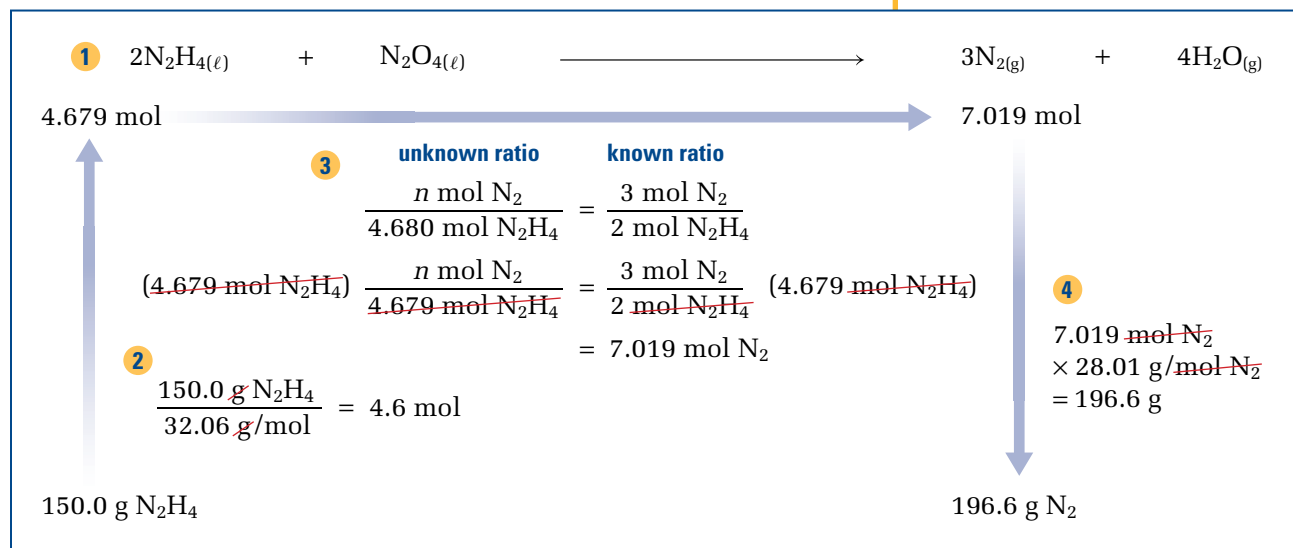 1 2N₂H₄(ℓ) + N₂O₄(ℓ) ⟶ 3N₂(g) + 4H₂O(g)
4.679 mol 7.019 mol
3 unknown ratio known ratio
n mol N₂ / 4.680 mol N₂H₄ = 3 mol N₂ / 2 mol N₂H₄
(4.679 mol N₂H₄) n mol N₂ / 4.679 mol N₂H₄ = 3 mol N₂ / 2 mol N₂H₄ (4.679 mol N₂H₄)
= 7.019 mol N₂
2
150.0 g N₂H₄ / 32.06 g/mol = 4.6 mol
4
7.019 mol N₂
× 28.01 g/mol N₂
= 196.6 g
150.0 g N₂H₄ 196.6 g N₂